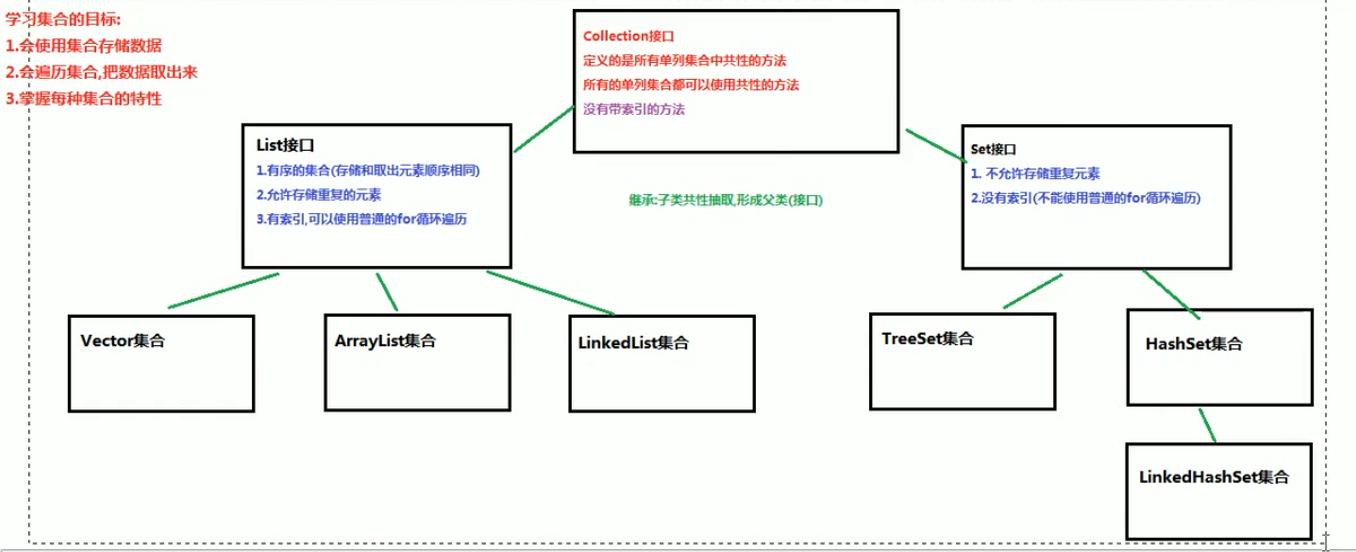 学习集合的目标:
1.会使用集合存储数据
2.会遍历集合,把数据取出来
3.掌握每种集合的特性
Collection接口
定义的是所有单列集合中共性的方法
所有的单列集合都可以使用共性的方法
没有带索引的方法
List接口
1.有序的集合(存储和取出元素顺序相同)
2.允许存储重复的元素
3.有索引,可以使用普通的for循环遍历
Set接口
1. 不允许存储重复元素
2.没有索引(不能使用普通的for循环遍历)
继承:子类共性抽取,形成父类(接口)
Vector集合
ArrayList集合
LinkedList集合
TreeSet集合
HashSet集合
LinkedHashSet集合